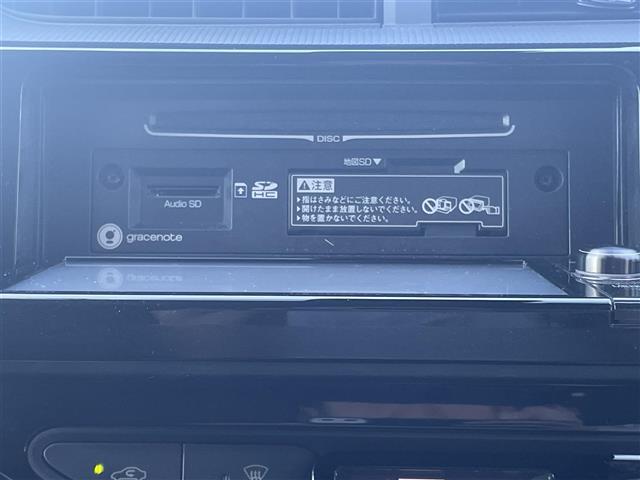 DISC
地図SD▼
Audio SD
SD
HC
⚠注意
▶指はさみなどにご注意ください。
▶開けたまま放置しないでください。
▶物を置かないでください。
gracenote